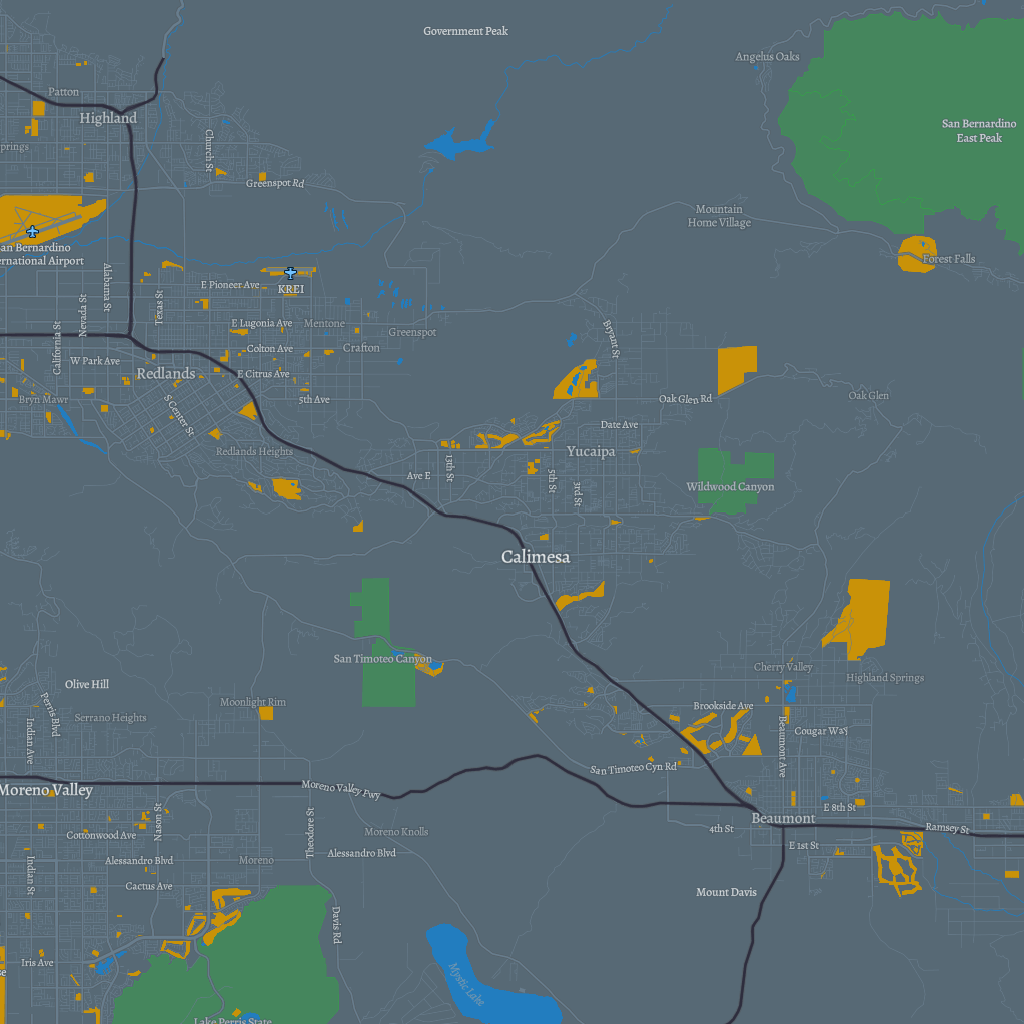 Government Peak
Angelus Oaks
Patton
Highland
San Bernardino
East Peak
Church St
Greenspot Rd
Mountain
Home Village
San Bernardino
Forest Falls
Alabama St
E Pioneer Ave
KREI
Nevada St
Texas St
E Lugonia Ave
Mentone
Greenspot
California St
Bryant St
Colton Ave
Crafton
W Park Ave
Redlands
E Citrus Ave
Bryn Mawr
5th Ave
Oak Glen Rd
Oak Glen
S Center St
Date Ave
Redlands Heights
Yucaipa
13th St
Ave E
5th St
3rd St
Wildwood Canyon
Calimesa
San Timoteo Canyon
Cherry Valley
Highland Springs
Olive Hill
Perris Blvd
Moonlight Rim
Serrano Heights
Brookside Ave
Indian Ave
Beaumont Ave
Cougar Way
San Timoteo Cyn Rd
Moreno Valley
Moreno Valley Pwy
E 8th St
Nason St
Theodore St
Beaumont
Moreno Knolls
4th St
Ramsey St
Cottonwood Ave
E 1st St
Alessandro Blvd
Moreno
Alessandro Blvd
Indian St
Cactus Ave
Mount Davis
Davis Rd
Iris Ave
Mystic Lake
Lake Perris State